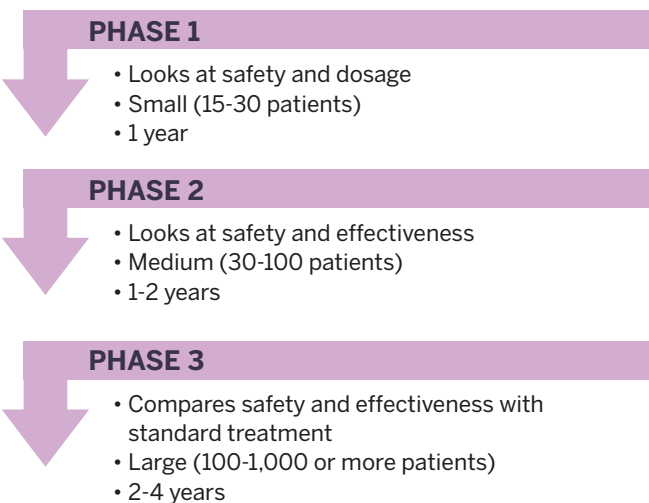 PHASE 1
• Looks at safety and dosage
• Small (15-30 patients)
• 1 year
PHASE 2
• Looks at safety and effectiveness
• Medium (30-100 patients)
• 1-2 years
PHASE 3
• Compares safety and effectiveness with
standard treatment
• Large (100-1,000 or more patients)
• 2-4 years